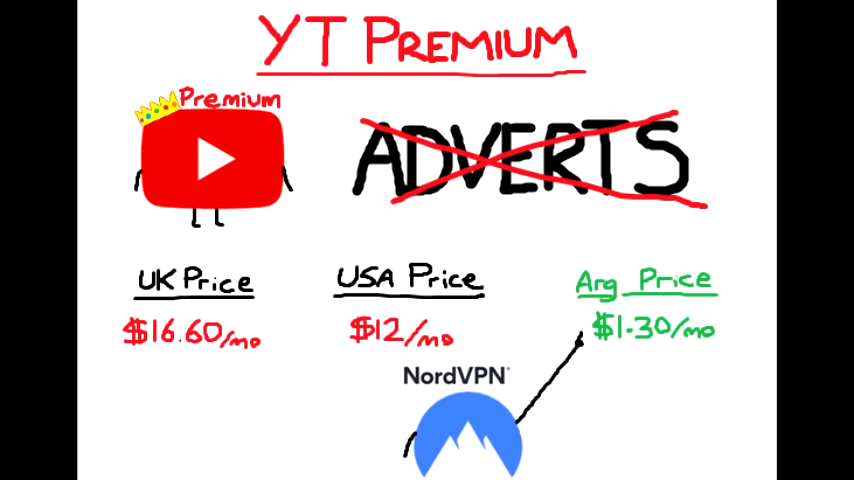 YT PREMIUM
Premium
ADVERTS
UK Price
USA Price
Arg Price
$16.60/mo
$12/mo
$1.30/mo
NordVPN®